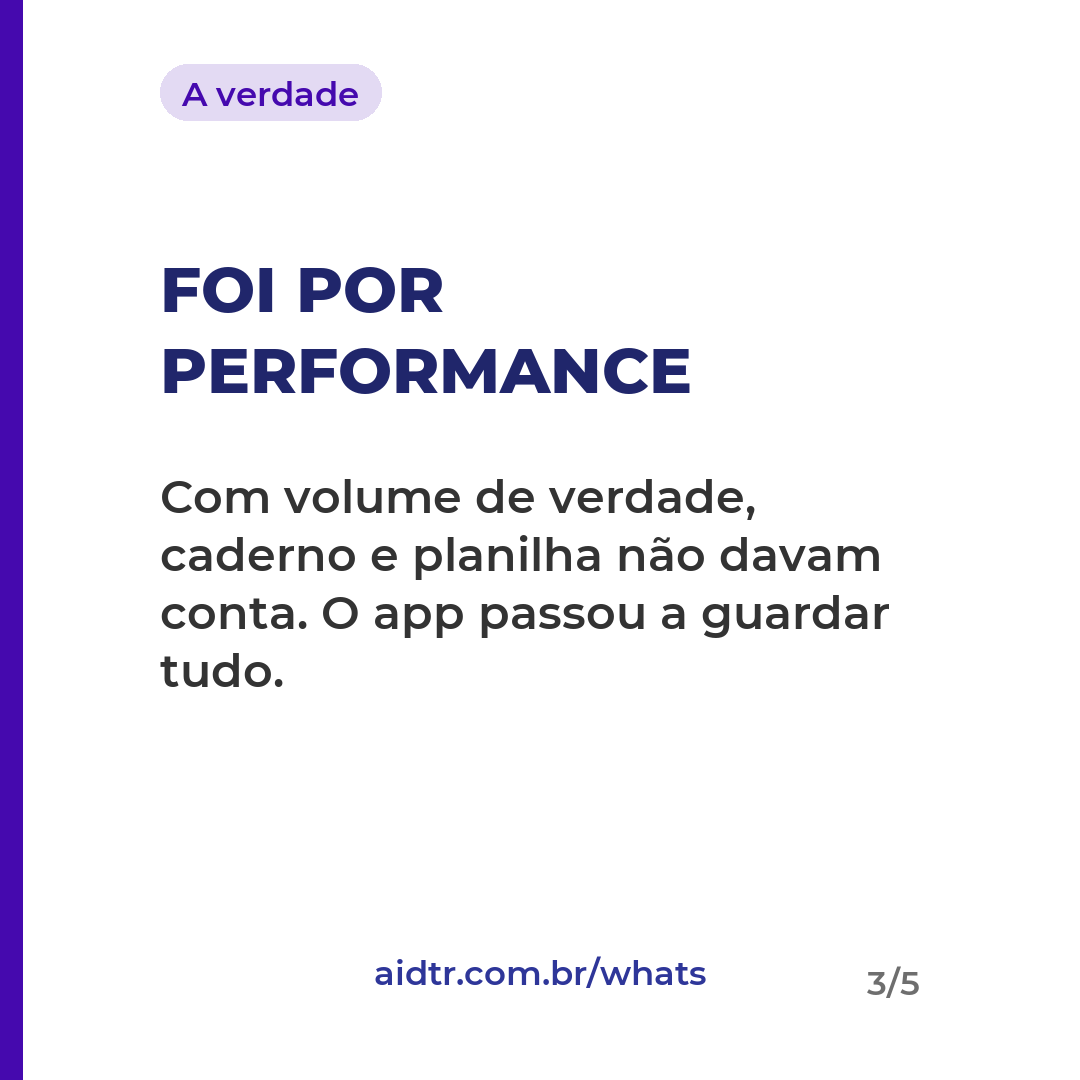 A verdade
FOI POR
PERFORMANCE
Com volume de verdade,
caderno e planilha não davam
conta. O app passou a guardar
tudo.
aidtr.com.br/whats
3/5